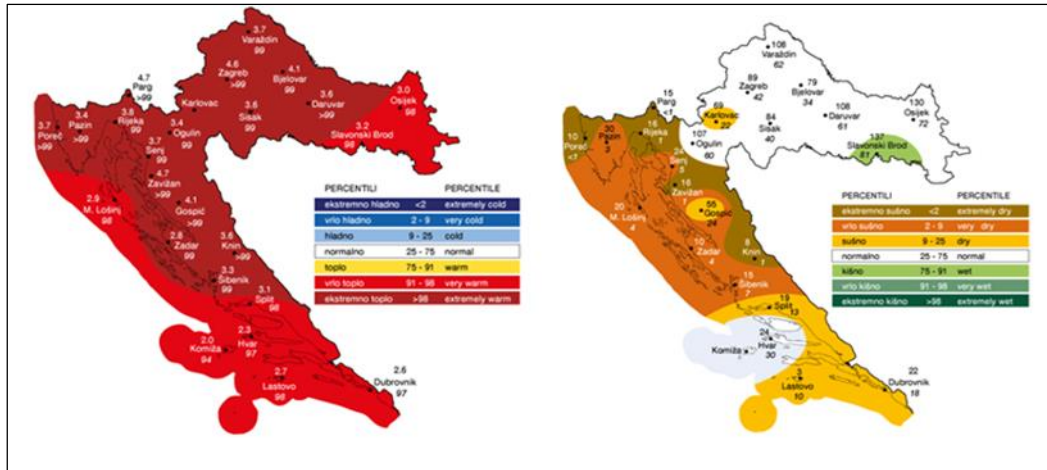 3.7
Varaždin
99
4.6
Zagreb
>99
4.1
Bjelovar
99
4.7
Parg
>99
Karlovac
3.6
Sisak
99
3.6
Daruvar
>99
3.0
Osijek
98
3.2
Slavonski Brod
98
3.7
Poreč
>99
3.4
Pazin
>99
3.8
Rijeka
99
3.4
Ogulin
99
3.7
Senj
99
4.7
Zavižan
>99
4.1
Gospić
>99
2.9
M. Lošinj
98
2.8
Zadar
99
3.6
Knin
>99
3.3
Šibenik
99
3.1
Split
98
2.0
Komiža
94
2.3
Hvar
97
2.7
Lastovo
98
2.6
Dubrovnik
97
PERCENTILI PERCENTILE
ekstremno hladno <2 extremely cold
vrlo hladno 2 - 9 very cold
hladno 9 - 25 cold
normalno 25 - 75 normal
toplo 75 - 91 warm
vrlo toplo 91 - 98 very warm
ekstremno toplo >98 extremely warm
108
Varaždin
62
89
Zagreb
42
79
Bjelovar
34
15
Parg
<1
69
Karlovac
22
84
Sisak
40
108
Daruvar
61
130
Osijek
72
137
Slavonski Brod
81
10
Poreč
<1
30
Pazin
3
16
Rijeka
1
107
Ogulin
60
24
Senj
5
16
Zavižan
1
55
Gospić
24
20
M. Lošinj
4
10
Zadar
4
8
Knin
1
15
Šibenik
7
19
Split
13
Komiža
24
Hvar
30
3
Lastovo
10
22
Dubrovnik
18
PERCENTILI PERCENTILE
ekstremno sušno <2 extremely dry
vrlo sušno 2 - 9 very dry
sušno 9 - 25 dry
normalno 25 - 75 normal
kišno 75 - 91 wet
vrlo kišno 91 - 98 very wet
ekstremno kišno >98 extremely wet